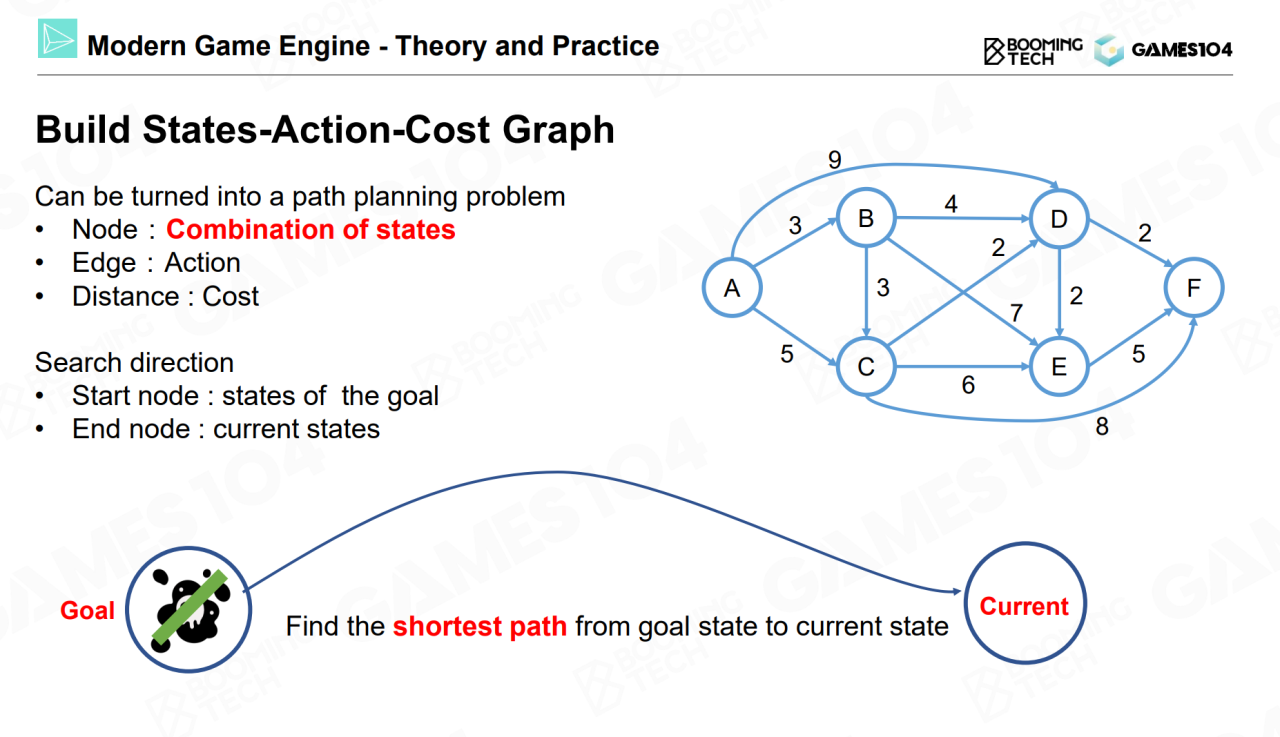 Modern Game Engine - Theory and Practice
BOOMING
TECH
GAMES104
Build States-Action-Cost Graph
Can be turned into a path planning problem
• Node : Combination of states
• Edge : Action
• Distance : Cost
Search direction
• Start node : states of the goal
• End node : current states
9
B
4
D
3
2
2
A
3
7
2
F
5
C
6
E
5
8
Goal
Find the shortest path from goal state to current state
Current